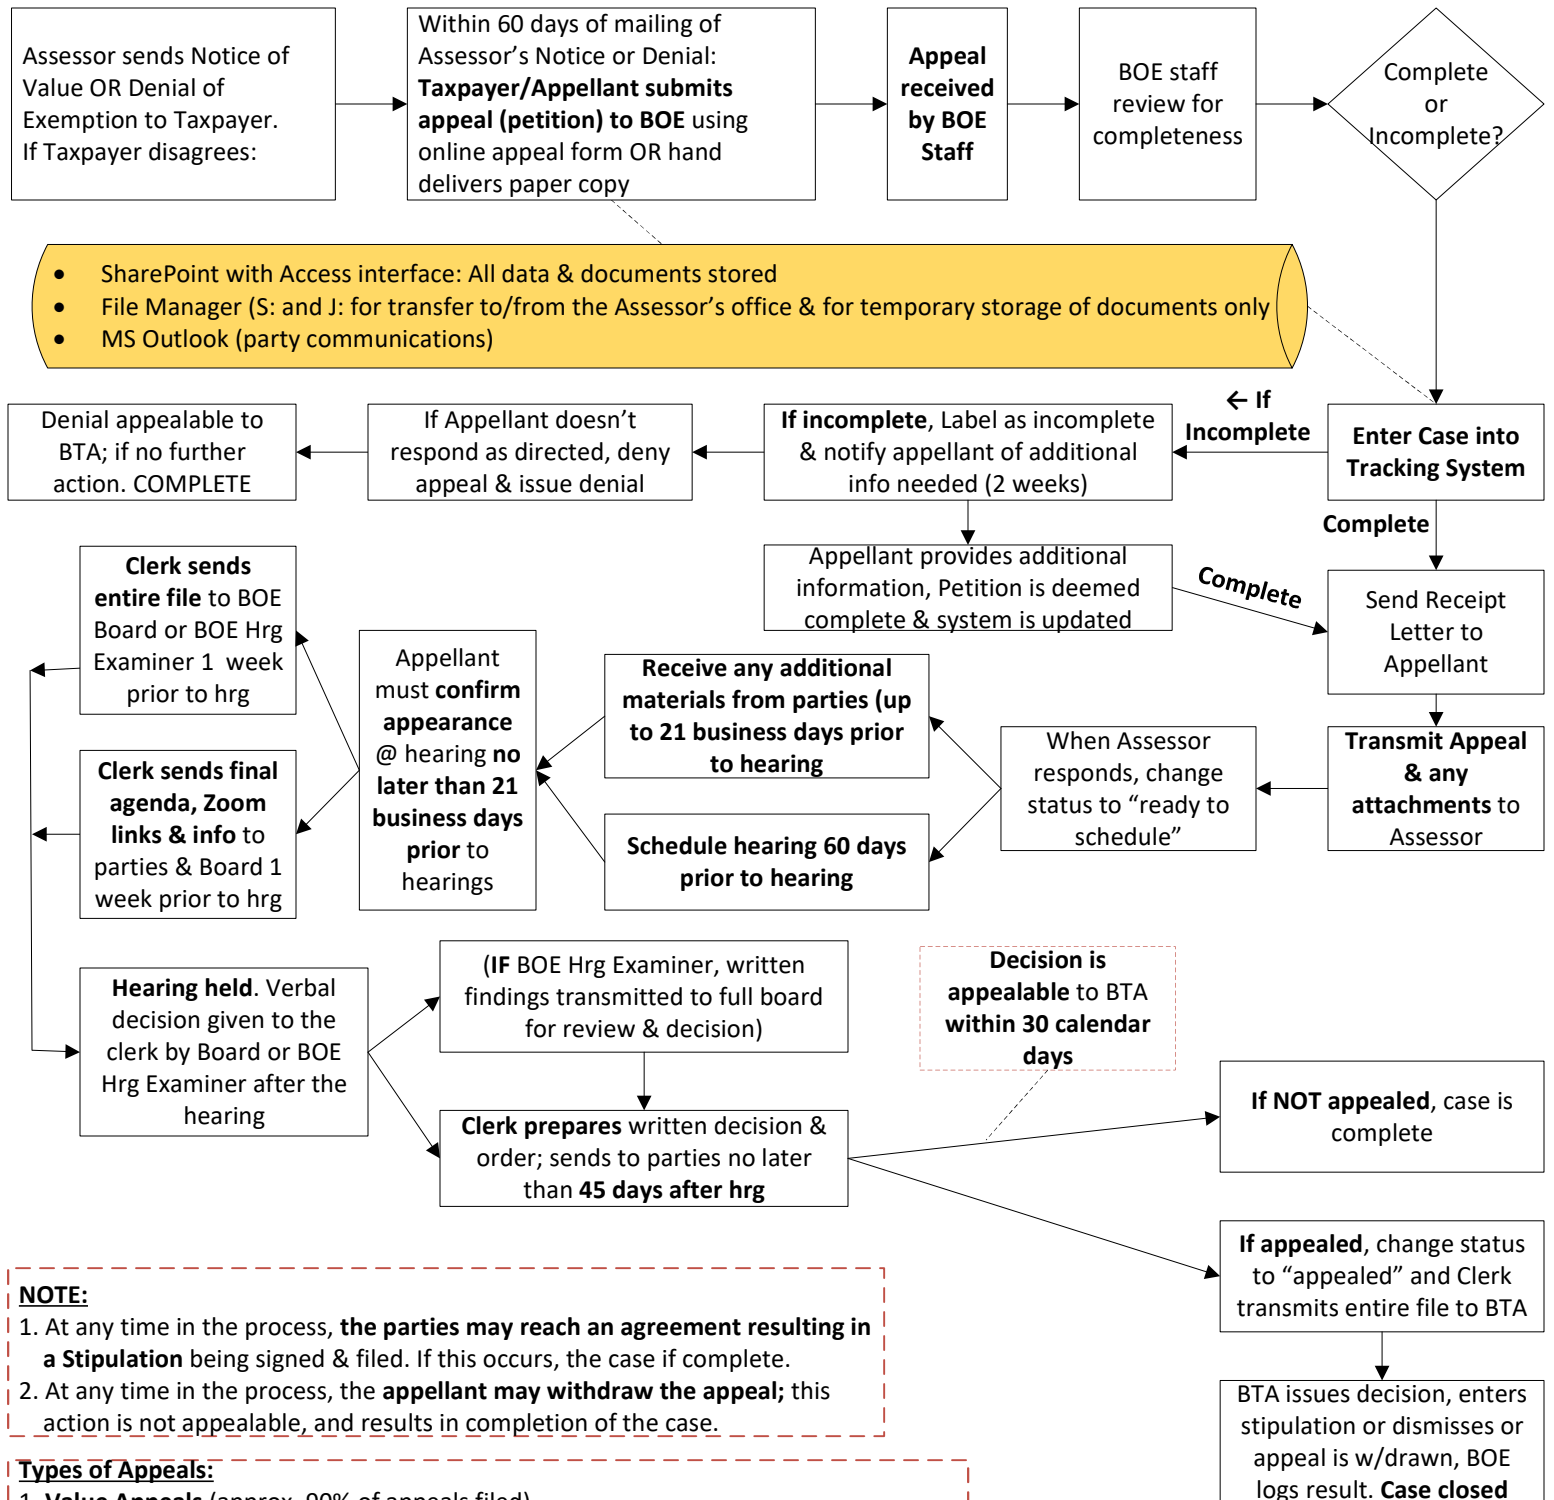 Assessor sends Notice of
Value OR Denial of
Exemption to Taxpayer.
If Taxpayer disagrees:
Within 60 days of mailing of
Assessor’s Notice or Denial:
Taxpayer/Appellant submits
appeal (petition) to BOE using
online appeal form OR hand
delivers paper copy
Appeal
received
by BOE
Staff
BOE staff
review for
completeness
Complete
or
Incomplete?
• SharePoint with Access interface: All data & documents stored
• File Manager (S: and J: for transfer to/from the Assessor’s office & for temporary storage of documents only
• MS Outlook (party communications)
Enter Case into
Tracking System
← If
Incomplete
If incomplete, Label as incomplete
& notify appellant of additional
info needed (2 weeks)
If Appellant doesn’t
respond as directed, deny
appeal & issue denial
Denial appealable to
BTA; if no further
action. COMPLETE
Complete
Appellant provides additional
information, Petition is deemed
complete & system is updated
Complete
Send Receipt
Letter to
Appellant
Transmit Appeal
& any
attachments to
Assessor
When Assessor
responds, change
status to “ready to
schedule”
Receive any additional
materials from parties (up
to 21 business days prior
to hearing
Schedule hearing 60 days
prior to hearing
Appellant
must confirm
appearance
@ hearing no
later than 21
business days
prior to
hearings
Clerk sends
entire file to BOE
Board or BOE Hrg
Examiner 1 week
prior to hrg
Clerk sends final
agenda, Zoom
links & info to
parties & Board 1
week prior to hrg
Hearing held. Verbal
decision given to the
clerk by Board or BOE
Hrg Examiner after the
hearing
(IF BOE Hrg Examiner, written
findings transmitted to full board
for review & decision)
Clerk prepares written decision &
order; sends to parties no later
than 45 days after hrg
Decision is
appealable to BTA
within 30 calendar
days
If NOT appealed, case is
complete
If appealed, change status
to “appealed” and Clerk
transmits entire file to BTA
BTA issues decision, enters
stipulation or dismisses or
appeal is w/drawn, BOE
logs result. Case closed
NOTE:
1. At any time in the process, the parties may reach an agreement resulting in
a Stipulation being signed & filed. If this occurs, the case if complete.
2. At any time in the process, the appellant may withdraw the appeal; this
action is not appealable, and results in completion of the case.
Types of Appeals:
1. Value Appeals (approx. 90% of appeals filed)